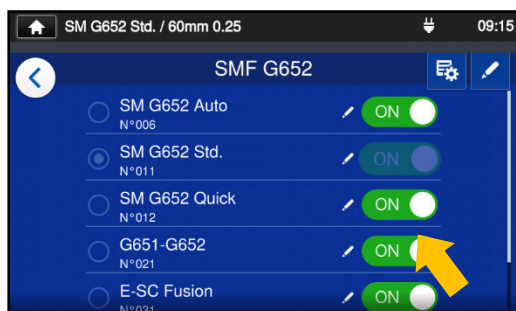 SM G652 Std. / 60mm 0.25 09:15
SMF G652
SM G652 Auto
N°006
ON
SM G652 Std.
N°011
ON
SM G652 Quick
N°012
ON
G651-G652
N°021
ON
E-SC Fusion
N°031
ON